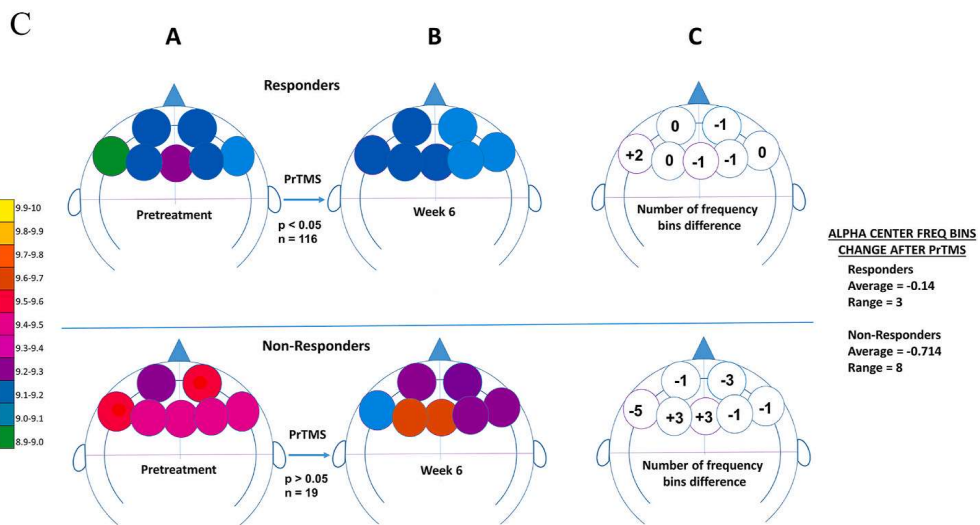 C
A
B
C
Responders
0
-1
+2
0
-1
-1
0
PrTMS
Pretreatment
p < 0.05
n = 116
Week 6
Number of frequency
bins difference
9.9-10
9.8-9.9
9.7-9.8
9.6-9.7
9.5-9.6
9.4-9.5
9.3-9.4
9.2-9.3
9.1-9.2
9.0-9.1
8.9-9.0
ALPHA CENTER FREQ BINS
CHANGE AFTER PrTMS
Responders
Average = -0.14
Range = 3
Non-Responders
Average = -0.714
Range = 8
Non-Responders
-1
-3
-5
+3
+3
-1
-1
PrTMS
Pretreatment
p > 0.05
n = 19
Week 6
Number of frequency
bins difference